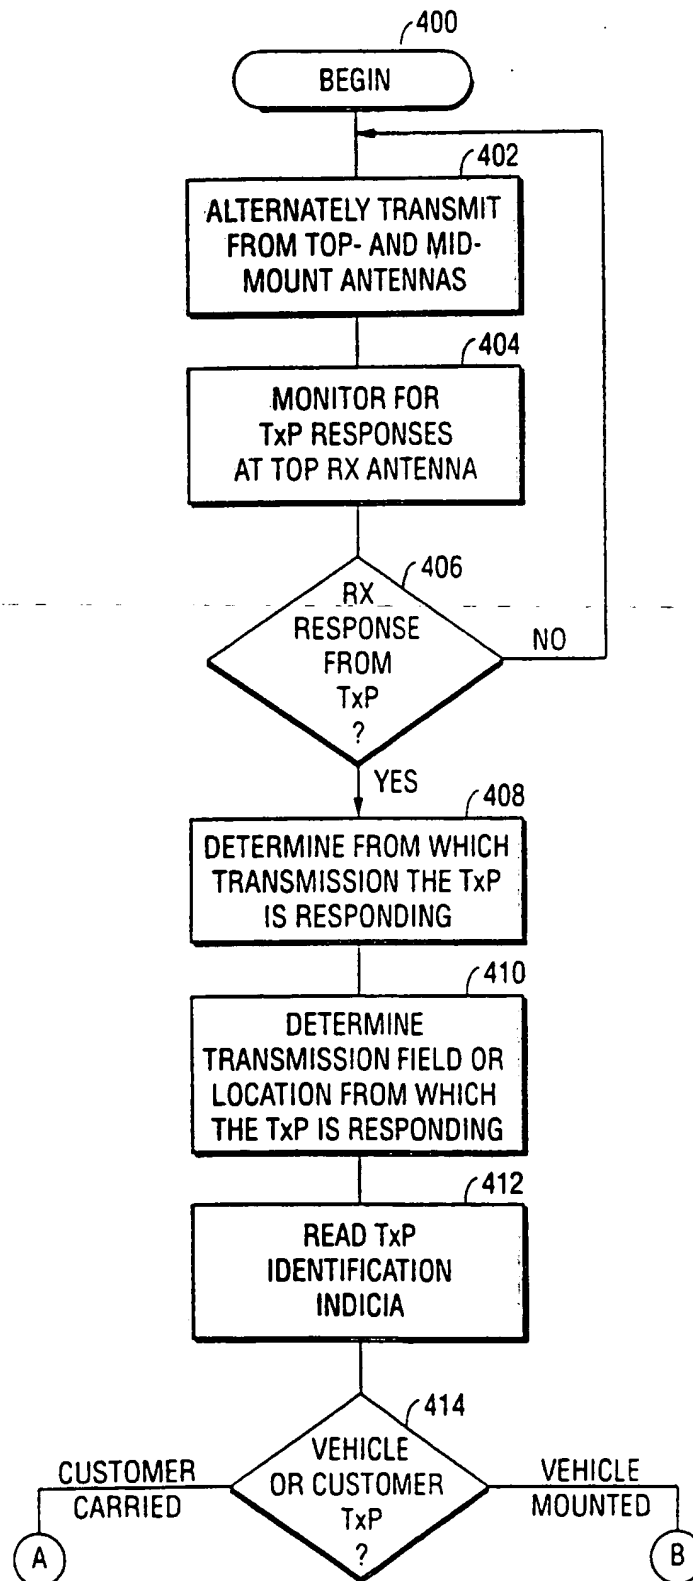 400
BEGIN
402
ALTERNATELY TRANSMIT
FROM TOP- AND MID-
MOUNT ANTENNAS
404
MONITOR FOR
TxP RESPONSES
AT TOP RX ANTENNA
406
RX
RESPONSE
FROM
TxP
?
NO
YES
408
DETERMINE FROM WHICH
TRANSMISSION THE TxP
IS RESPONDING
410
DETERMINE
TRANSMISSION FIELD OR
LOCATION FROM WHICH
THE TxP IS RESPONDING
412
READ TxP
IDENTIFICATION
INDICIA
414
VEHICLE
OR CUSTOMER
TxP
?
CUSTOMER
CARRIED
VEHICLE
MOUNTED
A
B